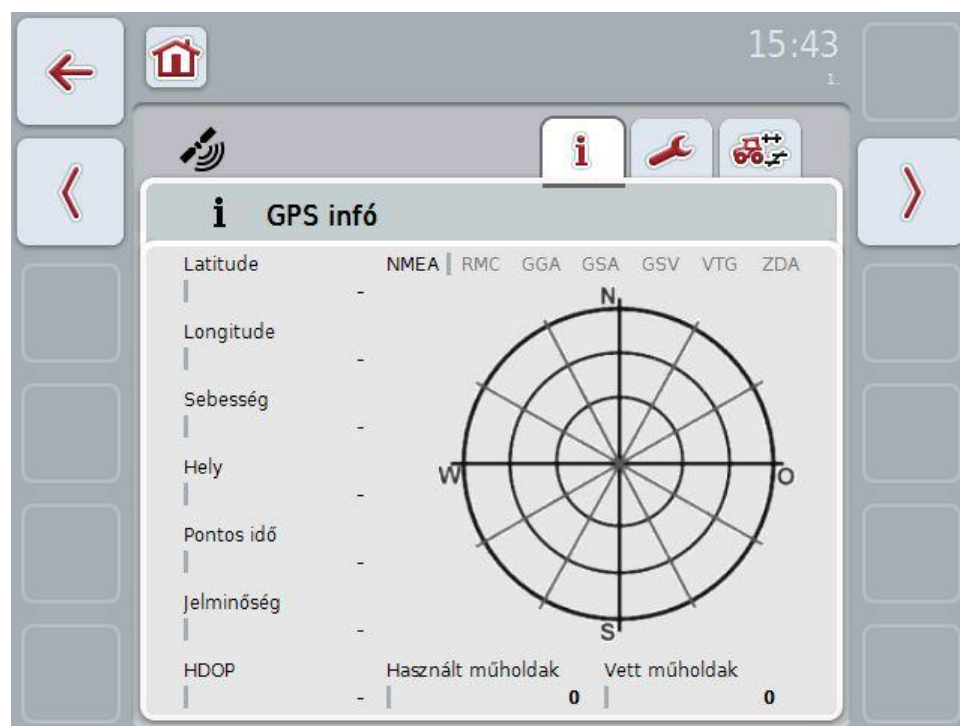 15:43
1.
i
i GPS infó
Latitude
-
NMEA RMC GGA GSA GSV VTG ZDA
Longitude
-
Sebesség
-
Hely
-
Pontos idő
-
Jelminőség
-
N
W
O
S
HDOP
-
Használt műholdak
0
Vett műholdak
0